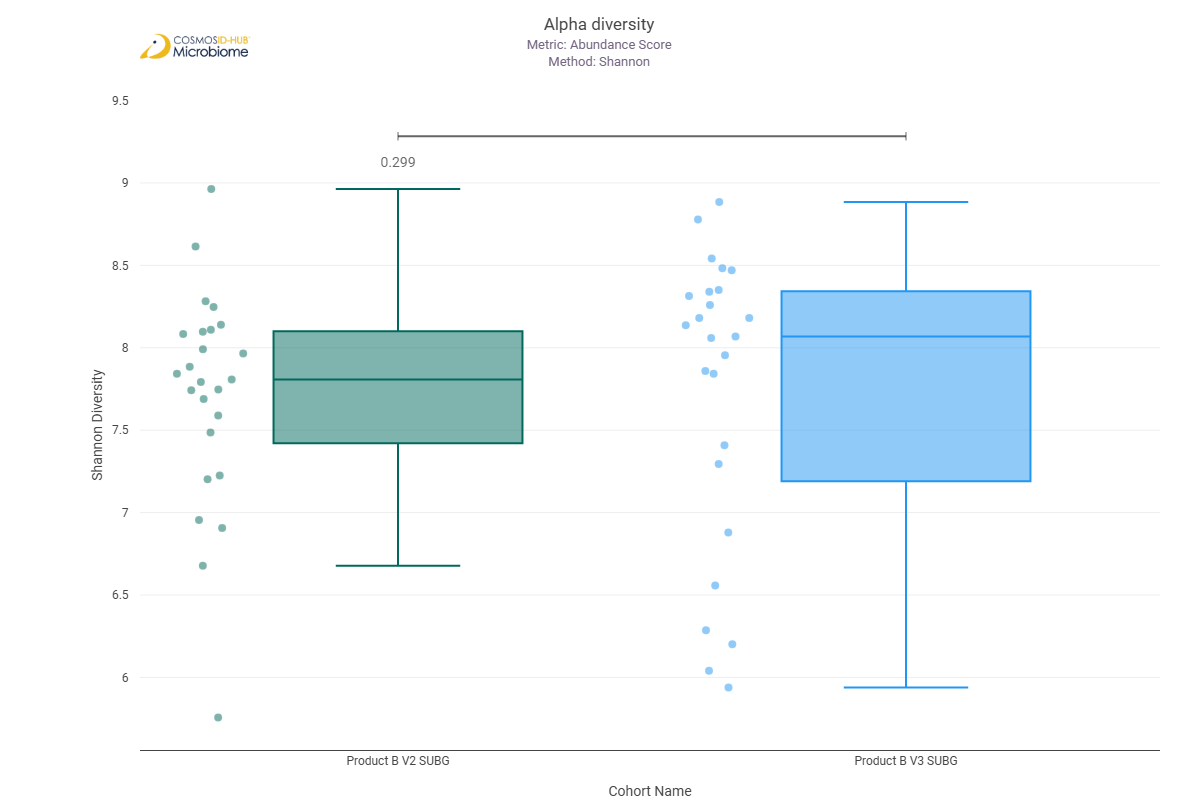 Alpha diversity
Metric: Abundance Score
Method: Shannon
COSMOSID-HUB
Microbiome
9.5
0.299
9
8.5
8
7.5
7
6.5
6
Shannon Diversity
Product B V2 SUBG
Product B V3 SUBG
Cohort Name